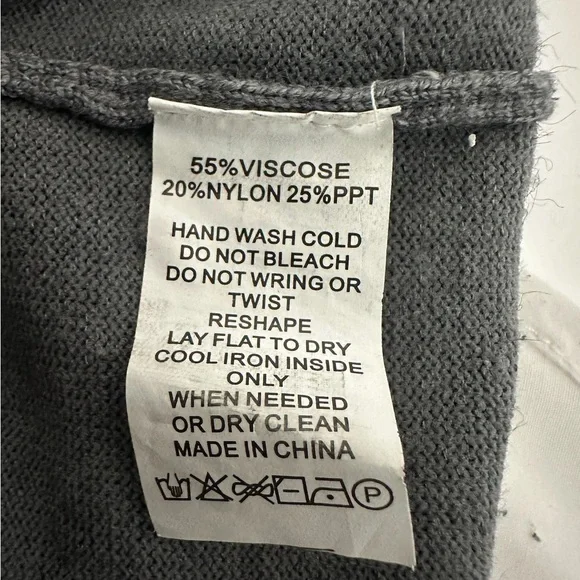 55%VISCOSE
20%NYLON 25%PPT
HAND WASH COLD
DO NOT BLEACH
DO NOT WRING OR
TWIST
RESHAPE
LAY FLAT TO DRY
COOL IRON INSIDE
ONLY
WHEN NEEDED
OR DRY CLEAN
MADE IN CHINA
P